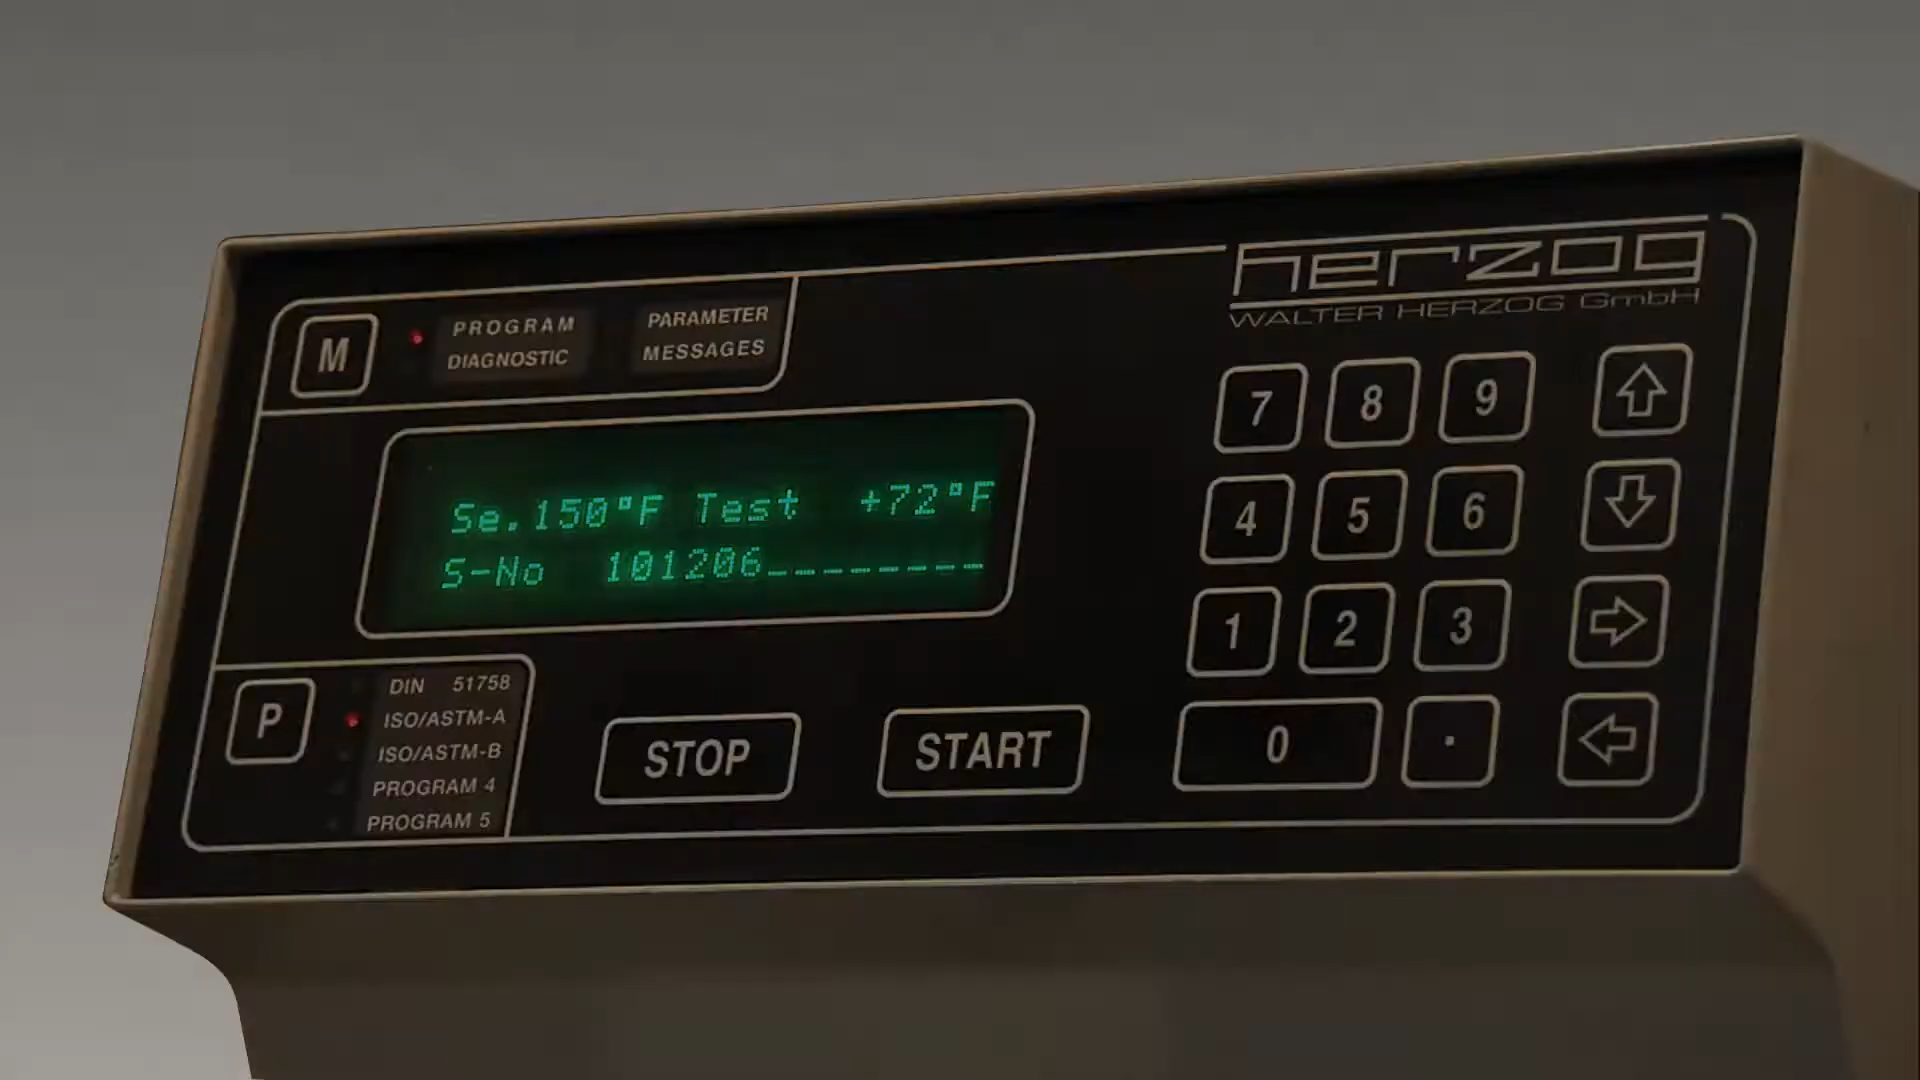 herzog
WALTER HERZOG GmbH
M
PROGRAM
DIAGNOSTIC
PARAMETER
MESSAGES
Se.150°F Test +72°F
S-No 101206________
P
DIN 51758
ISO/ASTM-A
ISO/ASTM-B
PROGRAM 4
PROGRAM 5
STOP
START
7 8 9
4 5 6
1 2 3
0 .